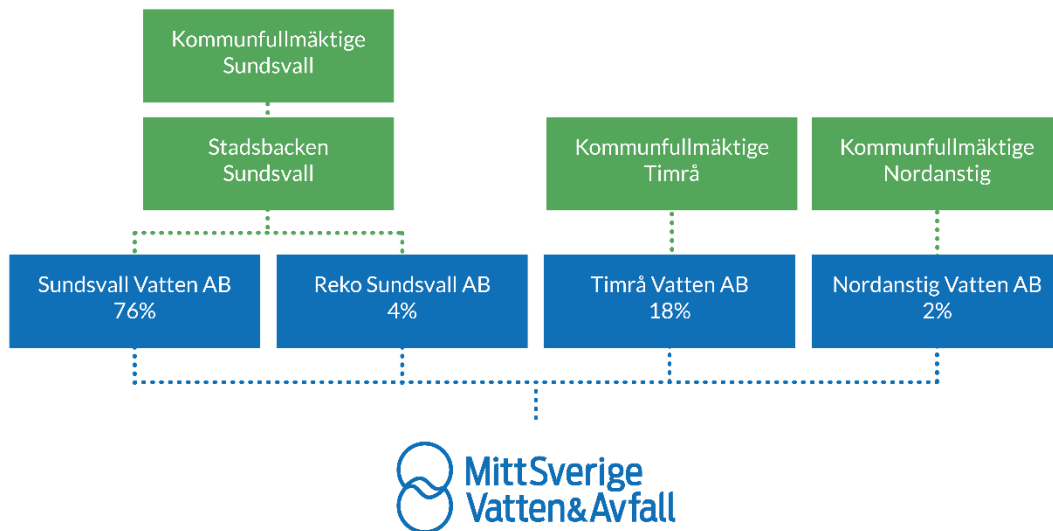 Kommunfullmäktige
Sundsvall
Stadsbacken
Sundsvall
Kommunfullmäktige
Timrå
Kommunfullmäktige
Nordanstig
Sundsvall Vatten AB
76%
Reko Sundsvall AB
4%
Timrå Vatten AB
18%
Nordanstig Vatten AB
2%
MittSverige
Vatten&Avfall